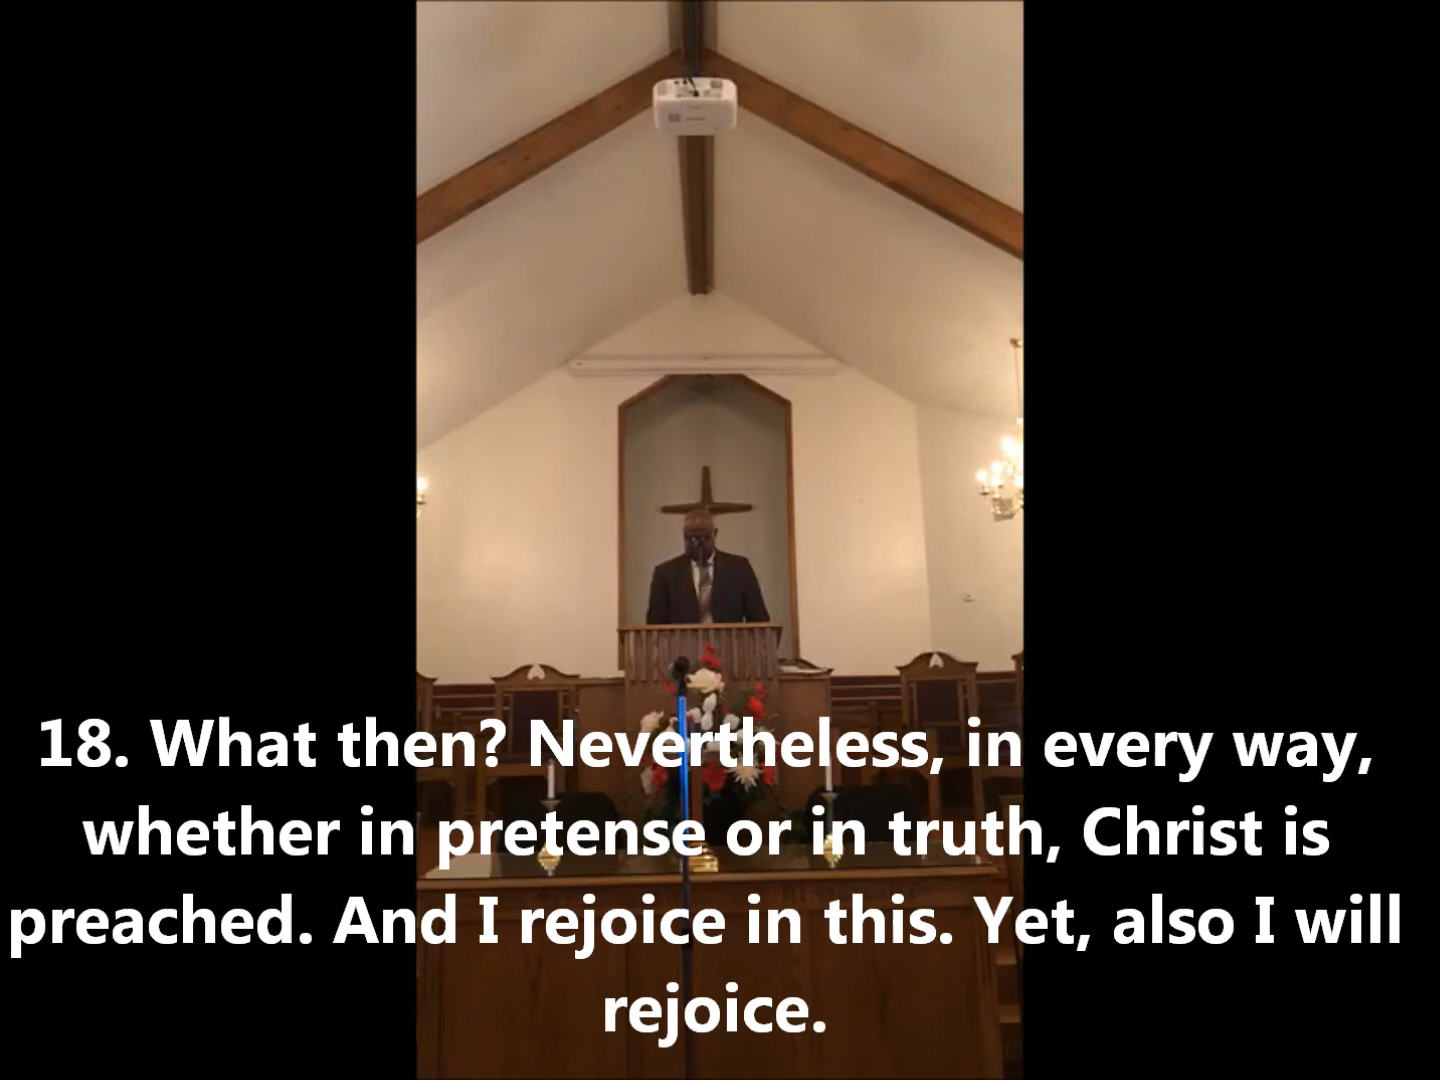 18. What then? Nevertheless, in every way,
whether in pretense or in truth, Christ is
preached. And I rejoice in this. Yet, also I will
rejoice.